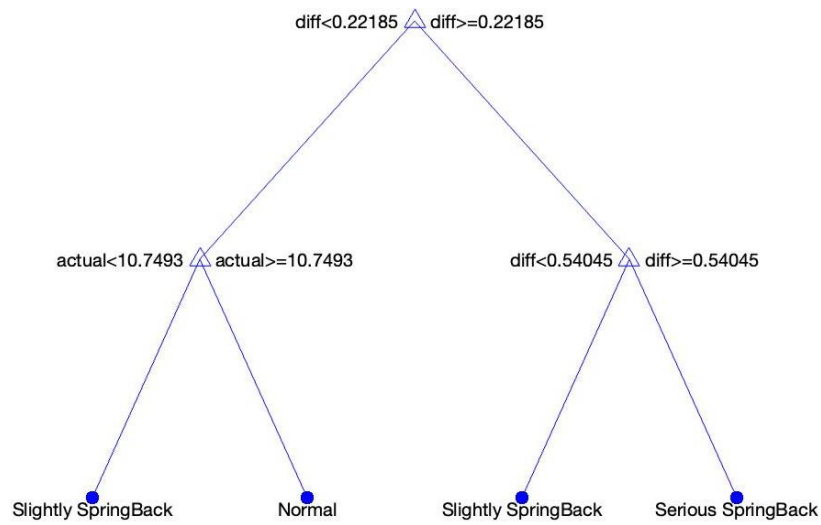 diff<0.22185 diff>=0.22185
actual<10.7493 actual>=10.7493 diff<0.54045 diff>=0.54045
Slightly SpringBack Normal Slightly SpringBack Serious SpringBack